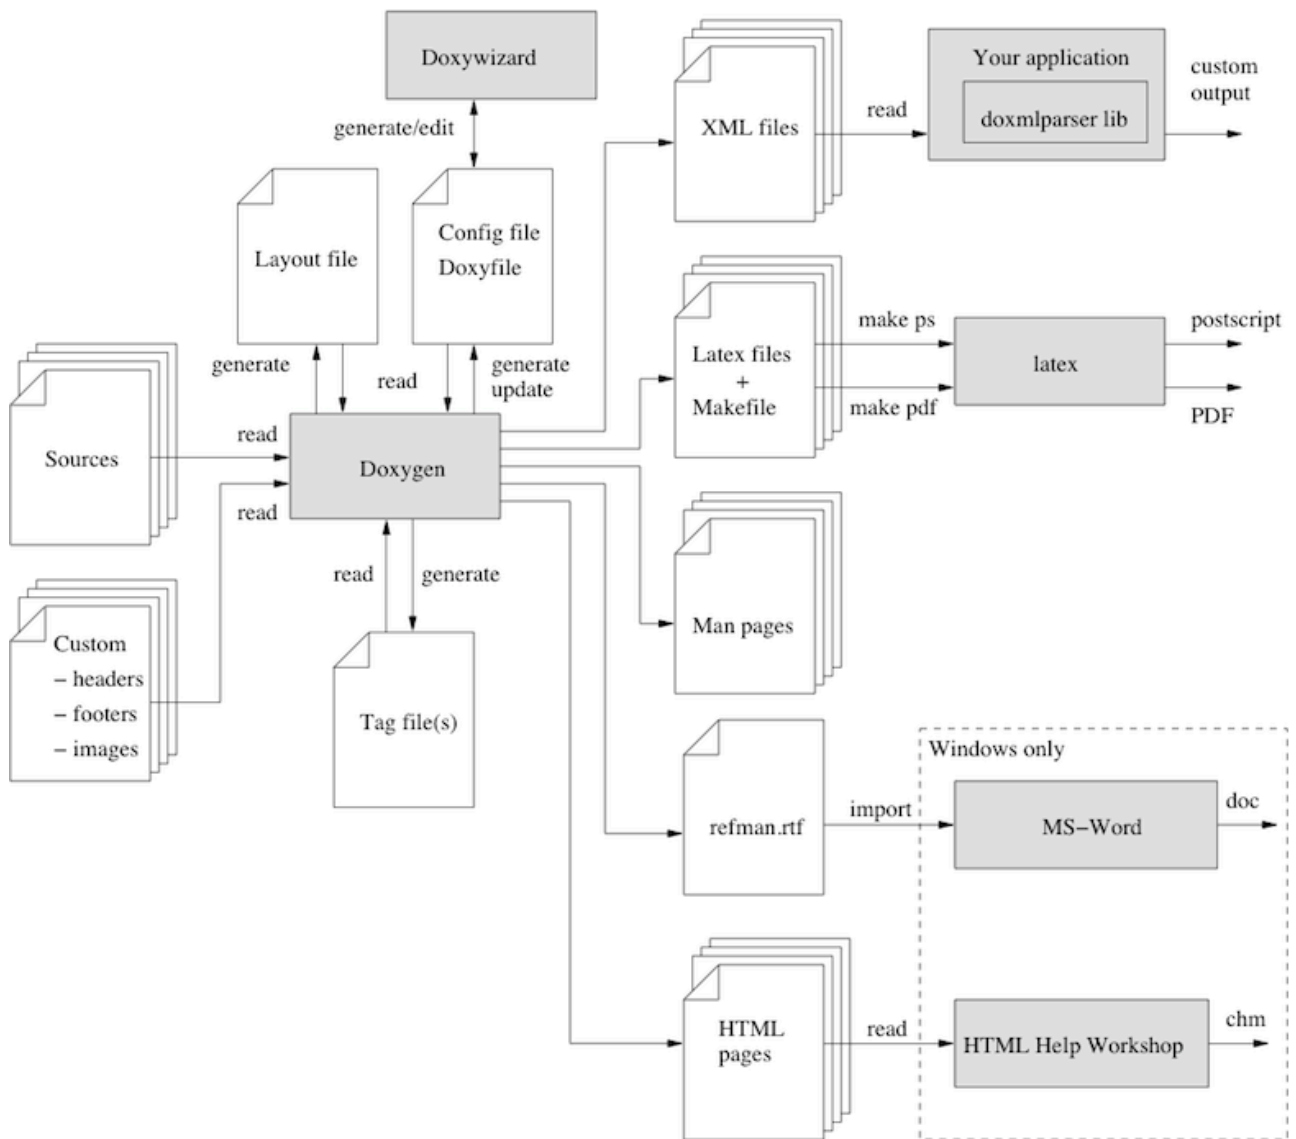 Doxywizard
generate/edit
Layout file
Config file
Doxyfile
generate
read
generate
update
Sources
read
Doxygen
read
Custom
– headers
– footers
– images
read
generate
Tag file(s)
XML files
read
Your application
doxmlparser lib
custom
output
Latex files
+
Makefile
make ps
make pdf
latex
postscript
PDF
Man pages
refman.rtf
import
Windows only
MS–Word
doc
HTML
pages
read
HTML Help Workshop
chm